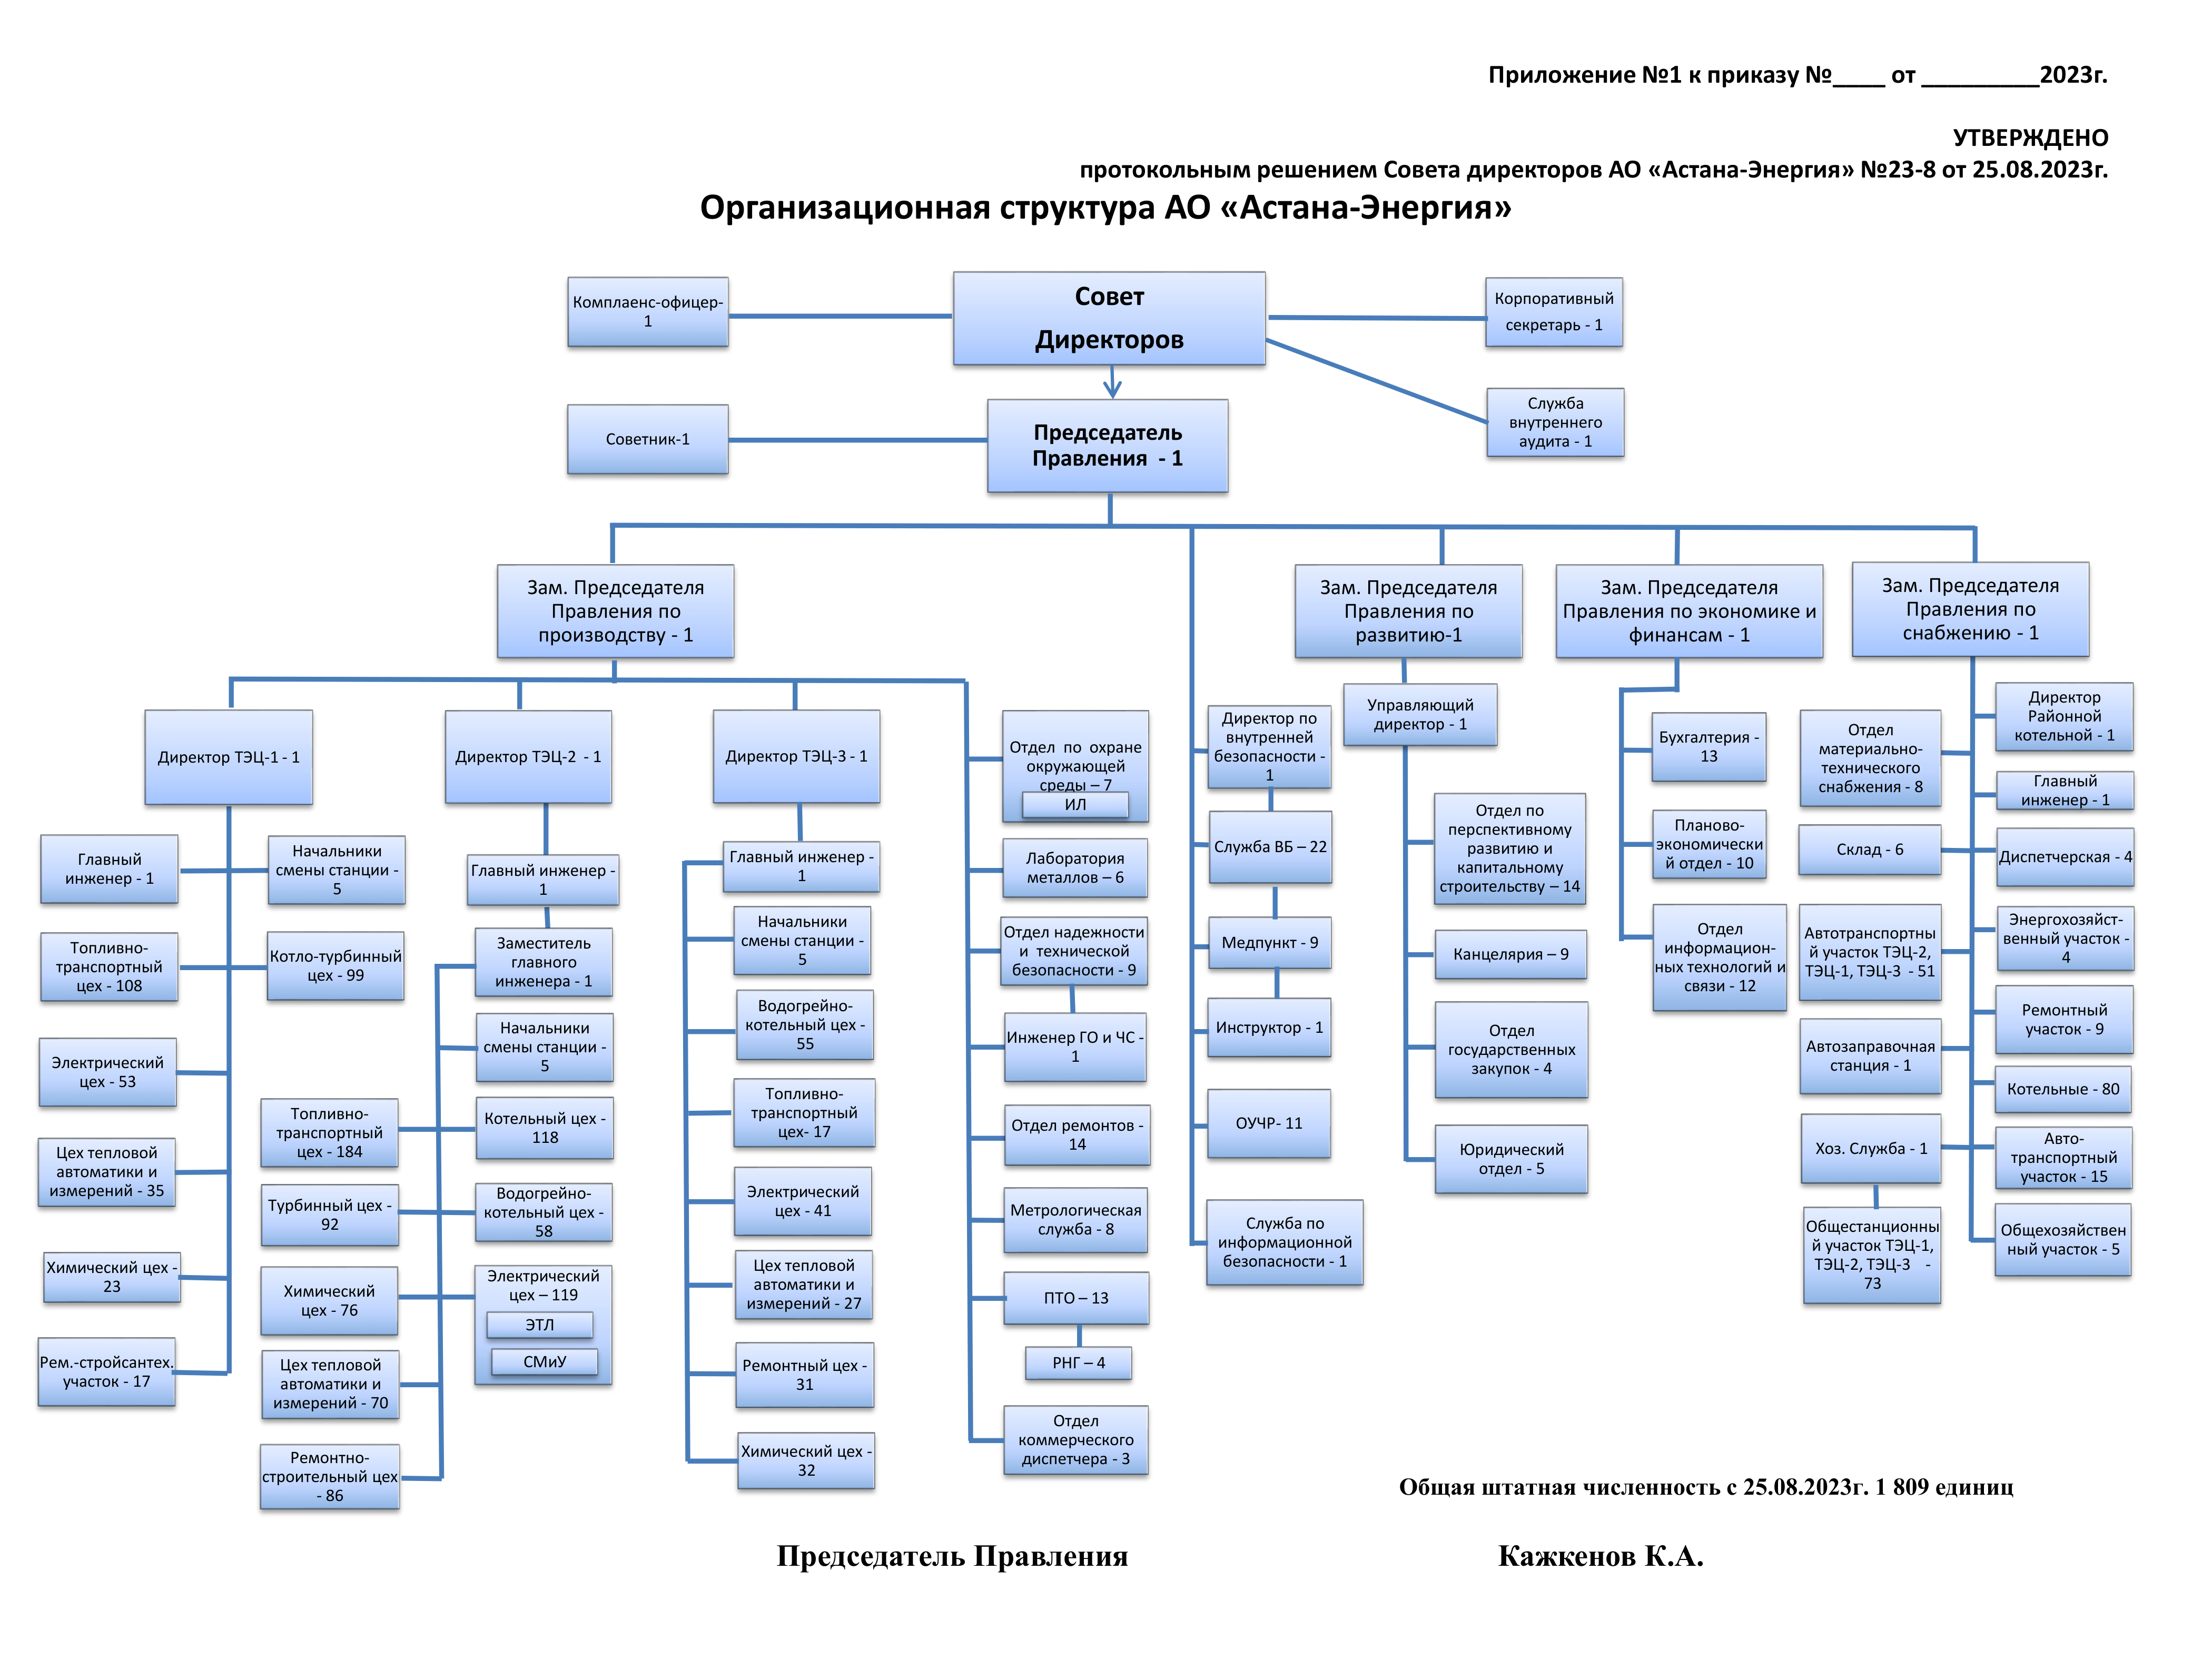 Приложение №1 к приказу №____ от _________2023г.
УТВЕРЖДЕНО
протокольным решением Совета директоров АО «Астана-Энергия» №23-8 от 25.08.2023г.
Организационная структура АО «Астана-Энергия»
Комплаенс-офицер-
1
Совет
Директоров
Корпоративный
секретарь - 1
Советник-1
Председатель
Правления - 1
Служба
внутреннего
аудита - 1
Зам. Председателя
Правления по
производству - 1
Зам. Председателя
Правления по
развитию-1
Зам. Председателя
Правления по экономике и
финансам - 1
Зам. Председателя
Правления по
снабжению - 1
Директор ТЭЦ-1 - 1
Главный
инженер - 1
Начальники
смены станции -
5
Топливно-
транспортный
цех - 108
Котло-турбинный
цех - 99
Электрический
цех - 53
Цех тепловой
автоматики и
измерений - 35
Химический цех -
23
Рем.-стройсантех.
участок - 17
Директор ТЭЦ-2 - 1
Главный инженер -
1
Заместитель
главного
инженера - 1
Начальники
смены станции -
5
Топливно-
транспортный
цех - 184
Котельный цех -
118
Турбинный цех -
92
Водогрейно-
котельный цех -
58
Химический
цех - 76
Электрический
цех – 119
ЭТЛ
СМиУ
Цех тепловой
автоматики и
измерений - 70
Ремонтно-
строительный цех
- 86
Директор ТЭЦ-3 - 1
Главный инженер -
1
Начальники
смены станции -
5
Водогрейно-
котельный цех -
55
Топливно-
транспортный
цех- 17
Электрический
цех - 41
Цех тепловой
автоматики и
измерений - 27
Ремонтный цех -
31
Химический цех -
32
Отдел по охране
окружающей
среды – 7
ИЛ
Лаборатория
металлов – 6
Отдел надежности
и технической
безопасности - 9
Инженер ГО и ЧС -
1
Отдел ремонтов -
14
Метрологическая
служба - 8
ПТО – 13
РНГ – 4
Отдел
коммерческого
диспетчера - 3
Директор по
внутренней
безопасности -
1
Служба ВБ – 22
Медпункт - 9
Инструктор - 1
ОУЧР- 11
Служба по
информационной
безопасности - 1
Управляющий
директор - 1
Отдел по
перспективному
развитию и
капитальному
строительству – 14
Канцелярия – 9
Отдел
государственных
закупок - 4
Юридический
отдел - 5
Бухгалтерия -
13
Планово-
экономически
й отдел - 10
Отдел
информацион-
ных технологий и
связи - 12
Отдел
материально-
технического
снабжения - 8
Склад - 6
Автотранспортны
й участок ТЭЦ-2,
ТЭЦ-1, ТЭЦ-3 - 51
Автозаправочная
станция - 1
Хоз. Служба - 1
Общестанционны
й участок ТЭЦ-1,
ТЭЦ-2, ТЭЦ-3 -
73
Директор
Районной
котельной - 1
Главный
инженер - 1
Диспетчерская - 4
Энергохозяйст-
венный участок -
4
Ремонтный
участок - 9
Котельные - 80
Авто-
транспортный
участок - 15
Общехозяйствен
ный участок - 5
Общая штатная численность с 25.08.2023г. 1 809 единиц
Председатель Правления Кажкенов К.А.